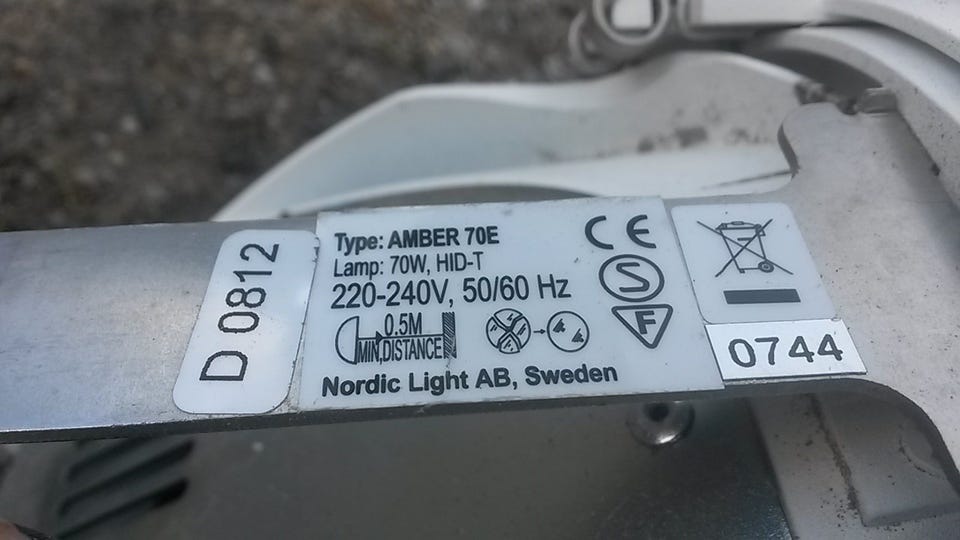 D 0812
Type: AMBER 70E
Lamp: 70W, HID-T
220-240V, 50/60 Hz
0.5M
MIN,DISTANCE
Nordic Light AB, Sweden
CE
S
F
0744